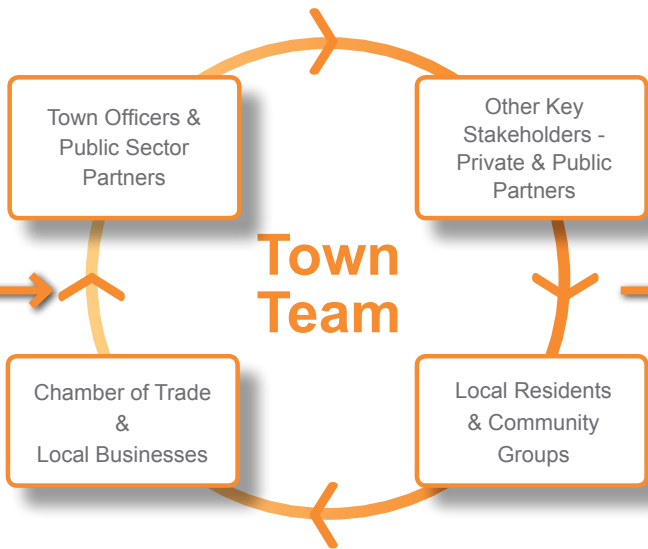 Town Officers &
Public Sector
Partners
Other Key
Stakeholders -
Private & Public
Partners
Town
Team
Chamber of Trade
&
Local Businesses
Local Residents
& Community
Groups